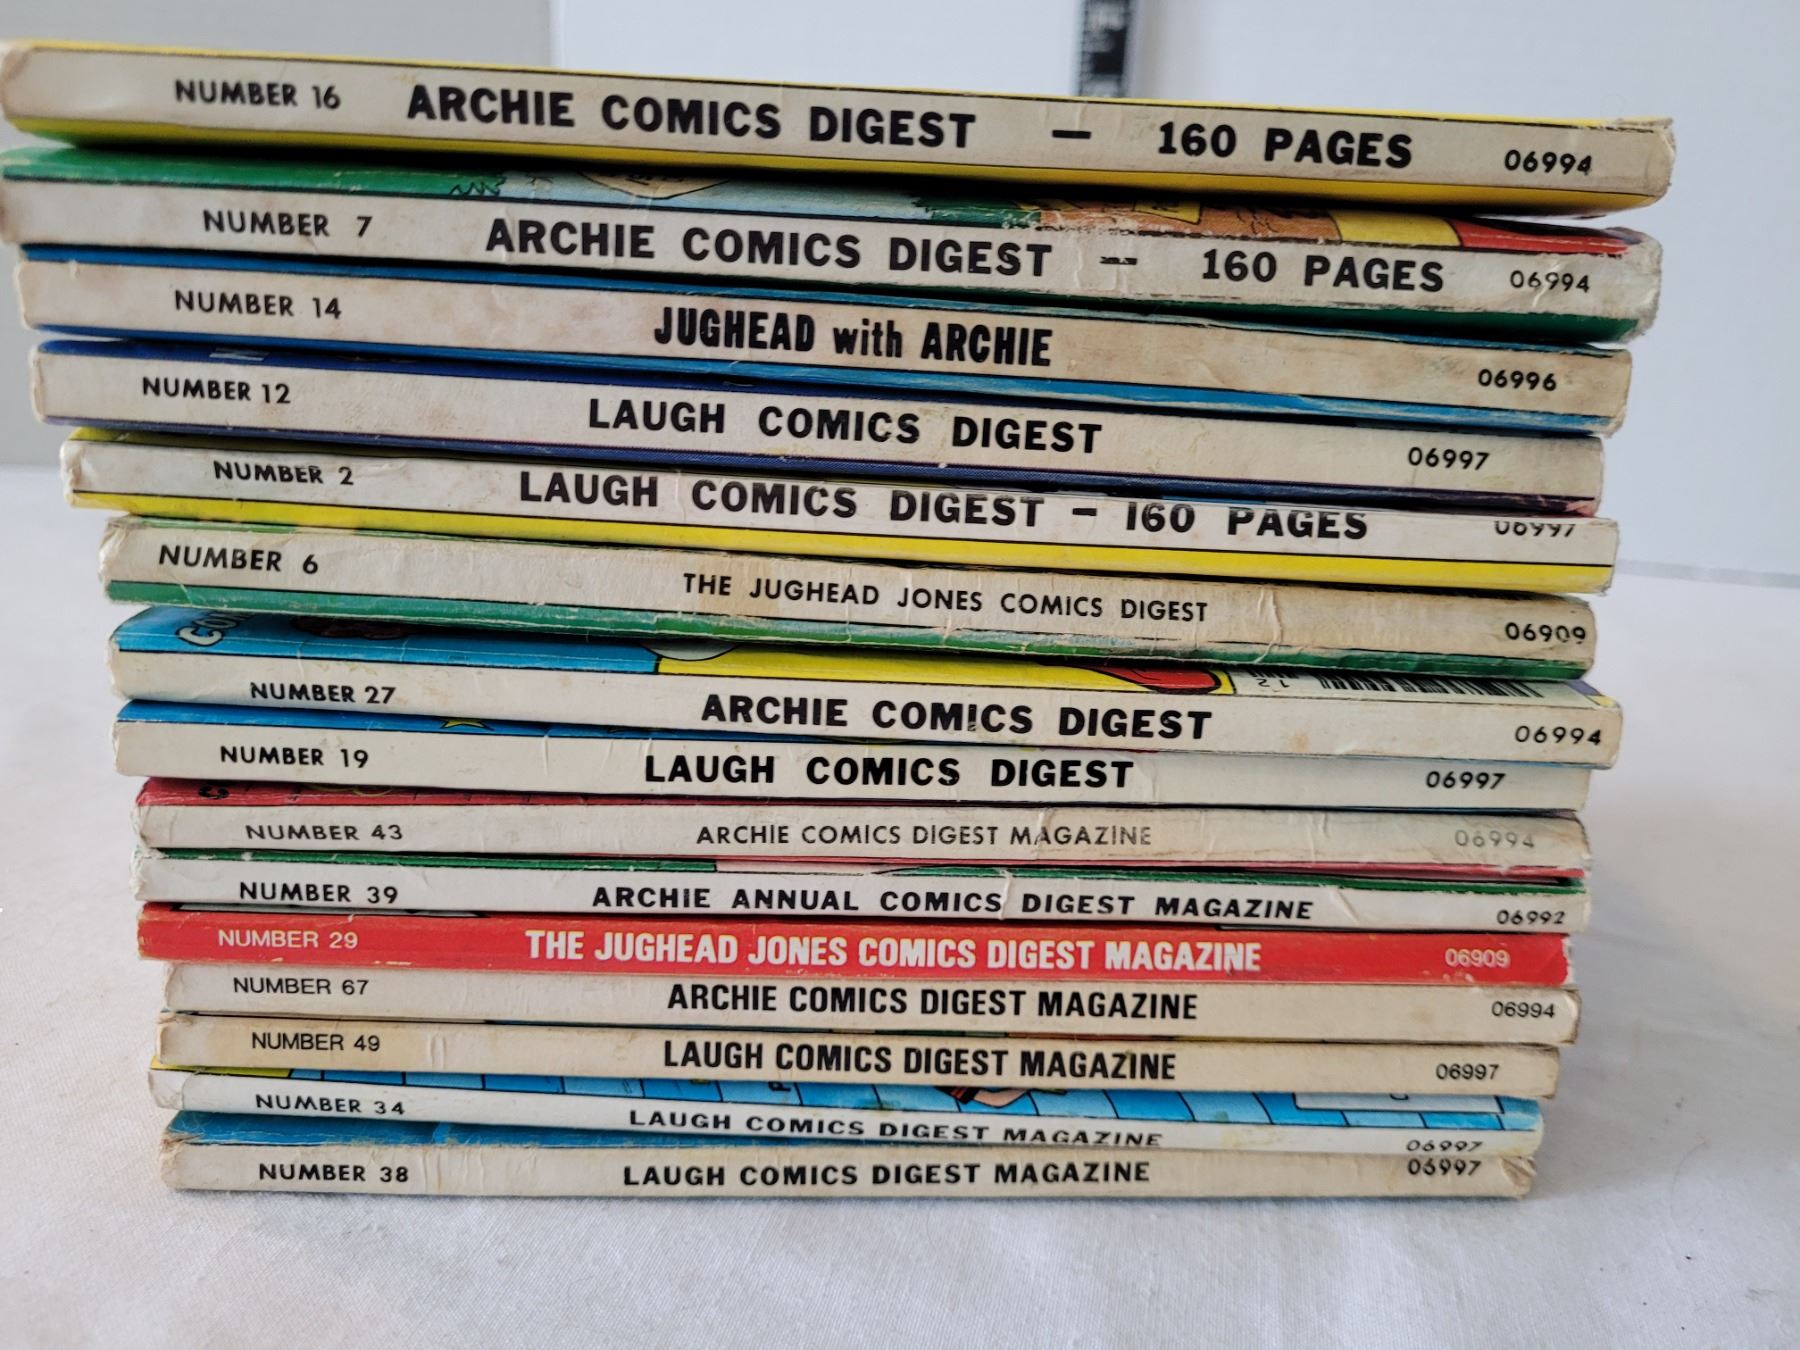 NUMBER 16 ARCHIE COMICS DIGEST — 160 PAGES 06994
NUMBER 7 ARCHIE COMICS DIGEST — 160 PAGES 06994
NUMBER 14 JUGHEAD with ARCHIE 06996
NUMBER 12 LAUGH COMICS DIGEST 06997
NUMBER 2 LAUGH COMICS DIGEST – 160 PAGES 06997
NUMBER 6 THE JUGHEAD JONES COMICS DIGEST 06909
12
NUMBER 27 ARCHIE COMICS DIGEST 06994
NUMBER 19 LAUGH COMICS DIGEST 06997
NUMBER 43 ARCHIE COMICS DIGEST MAGAZINE 06994
NUMBER 39 ARCHIE ANNUAL COMICS DIGEST MAGAZINE 06992
NUMBER 29 THE JUGHEAD JONES COMICS DIGEST MAGAZINE 06909
NUMBER 67 ARCHIE COMICS DIGEST MAGAZINE 06994
NUMBER 49 LAUGH COMICS DIGEST MAGAZINE 06997
NUMBER 34 LAUGH COMICS DIGEST MAGAZINE 06997
NUMBER 38 LAUGH COMICS DIGEST MAGAZINE 06997